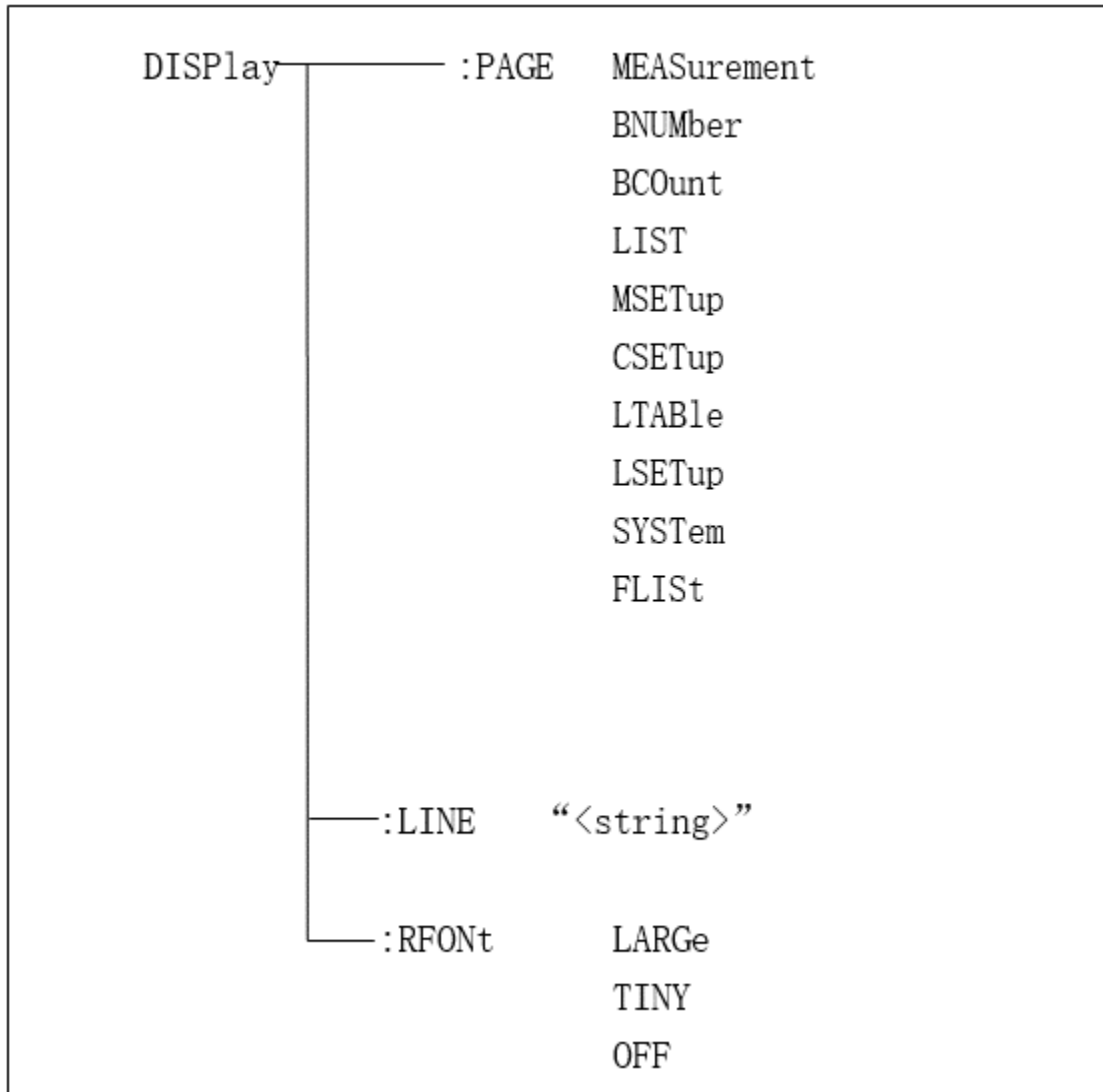 DISPlay :PAGE MEASurement
BNUMber
BCOunt
LIST
MSETup
CSETup
LTABle
LSETup
SYSTem
FLISt
:LINE “<string>”
:RFONt LARGe
TINY
OFF